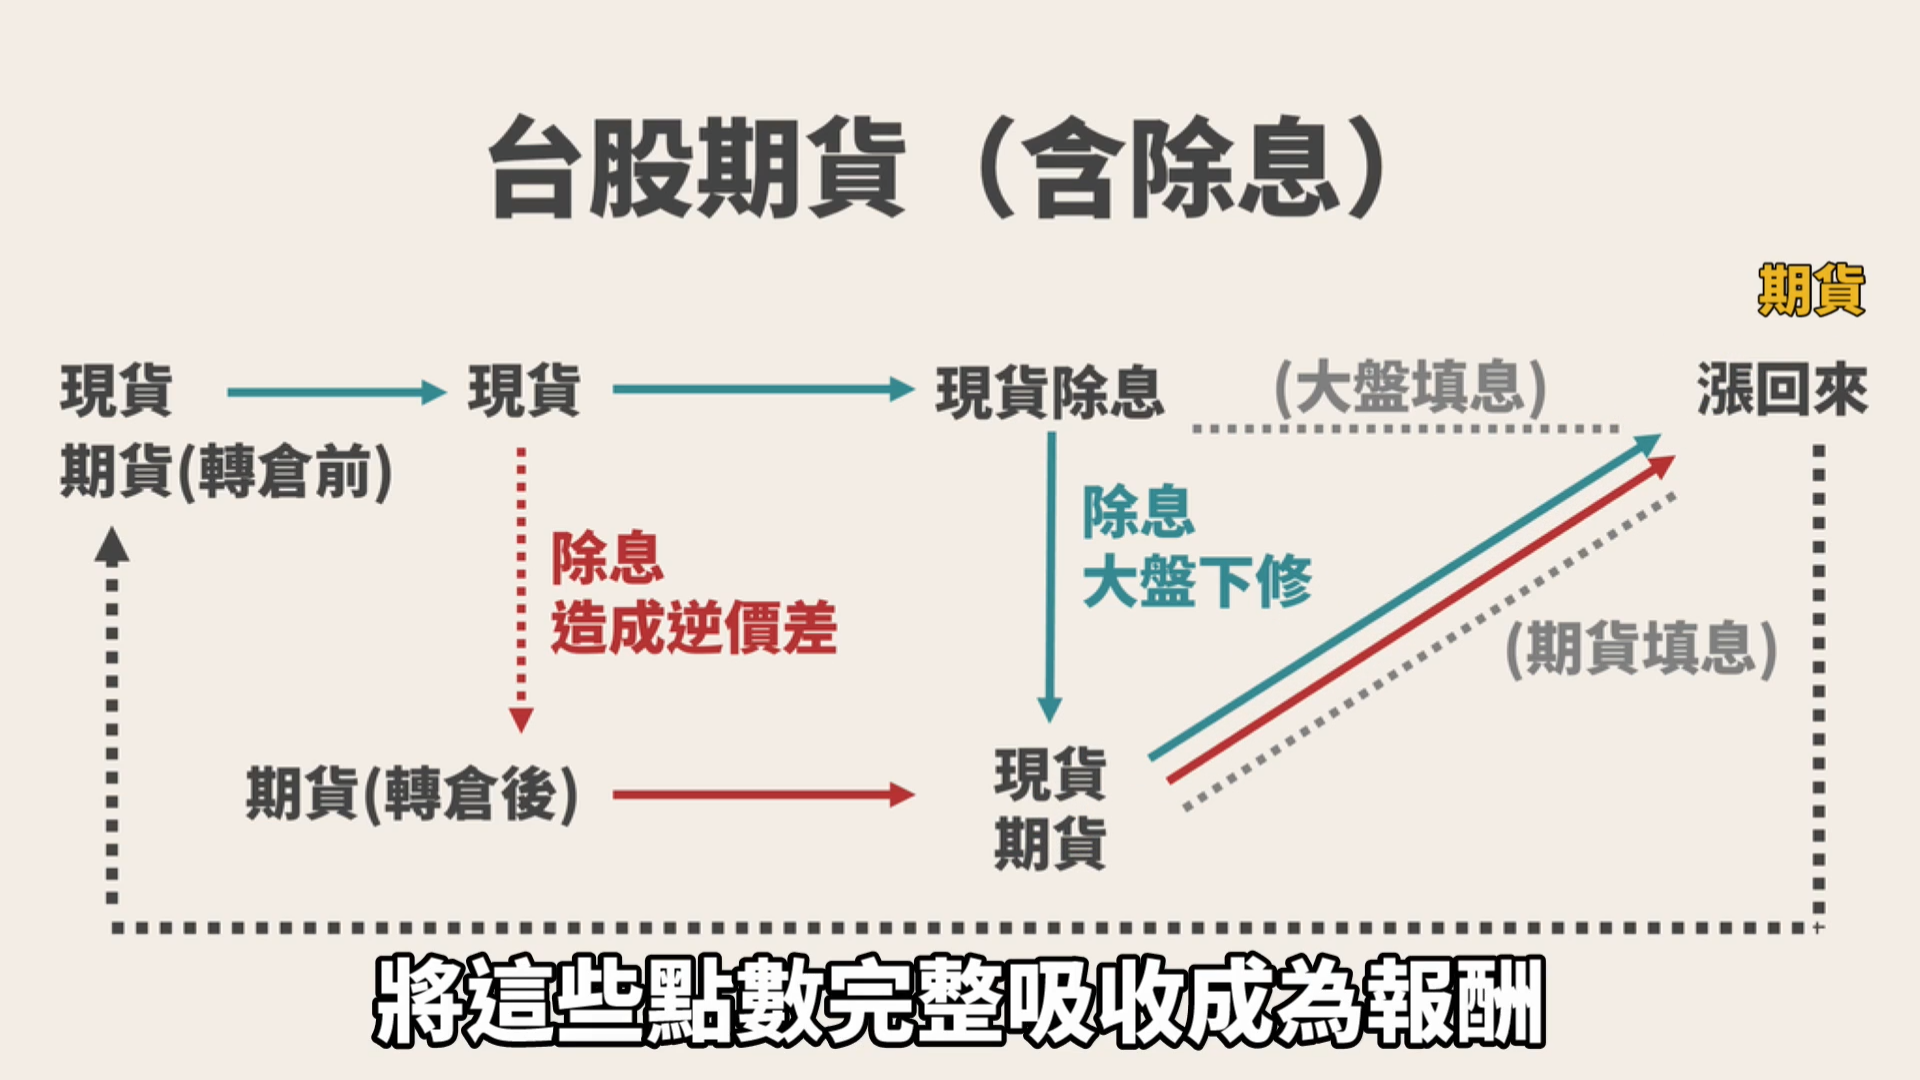 台股期貨（含除息）
期貨
現貨
現貨
現貨除息
(大盤填息)
漲回來
期貨(轉倉前)
除息
造成逆價差
除息
大盤下修
(期貨填息)
期貨(轉倉後)
現貨
期貨
將這些點數完整吸收成為報酬